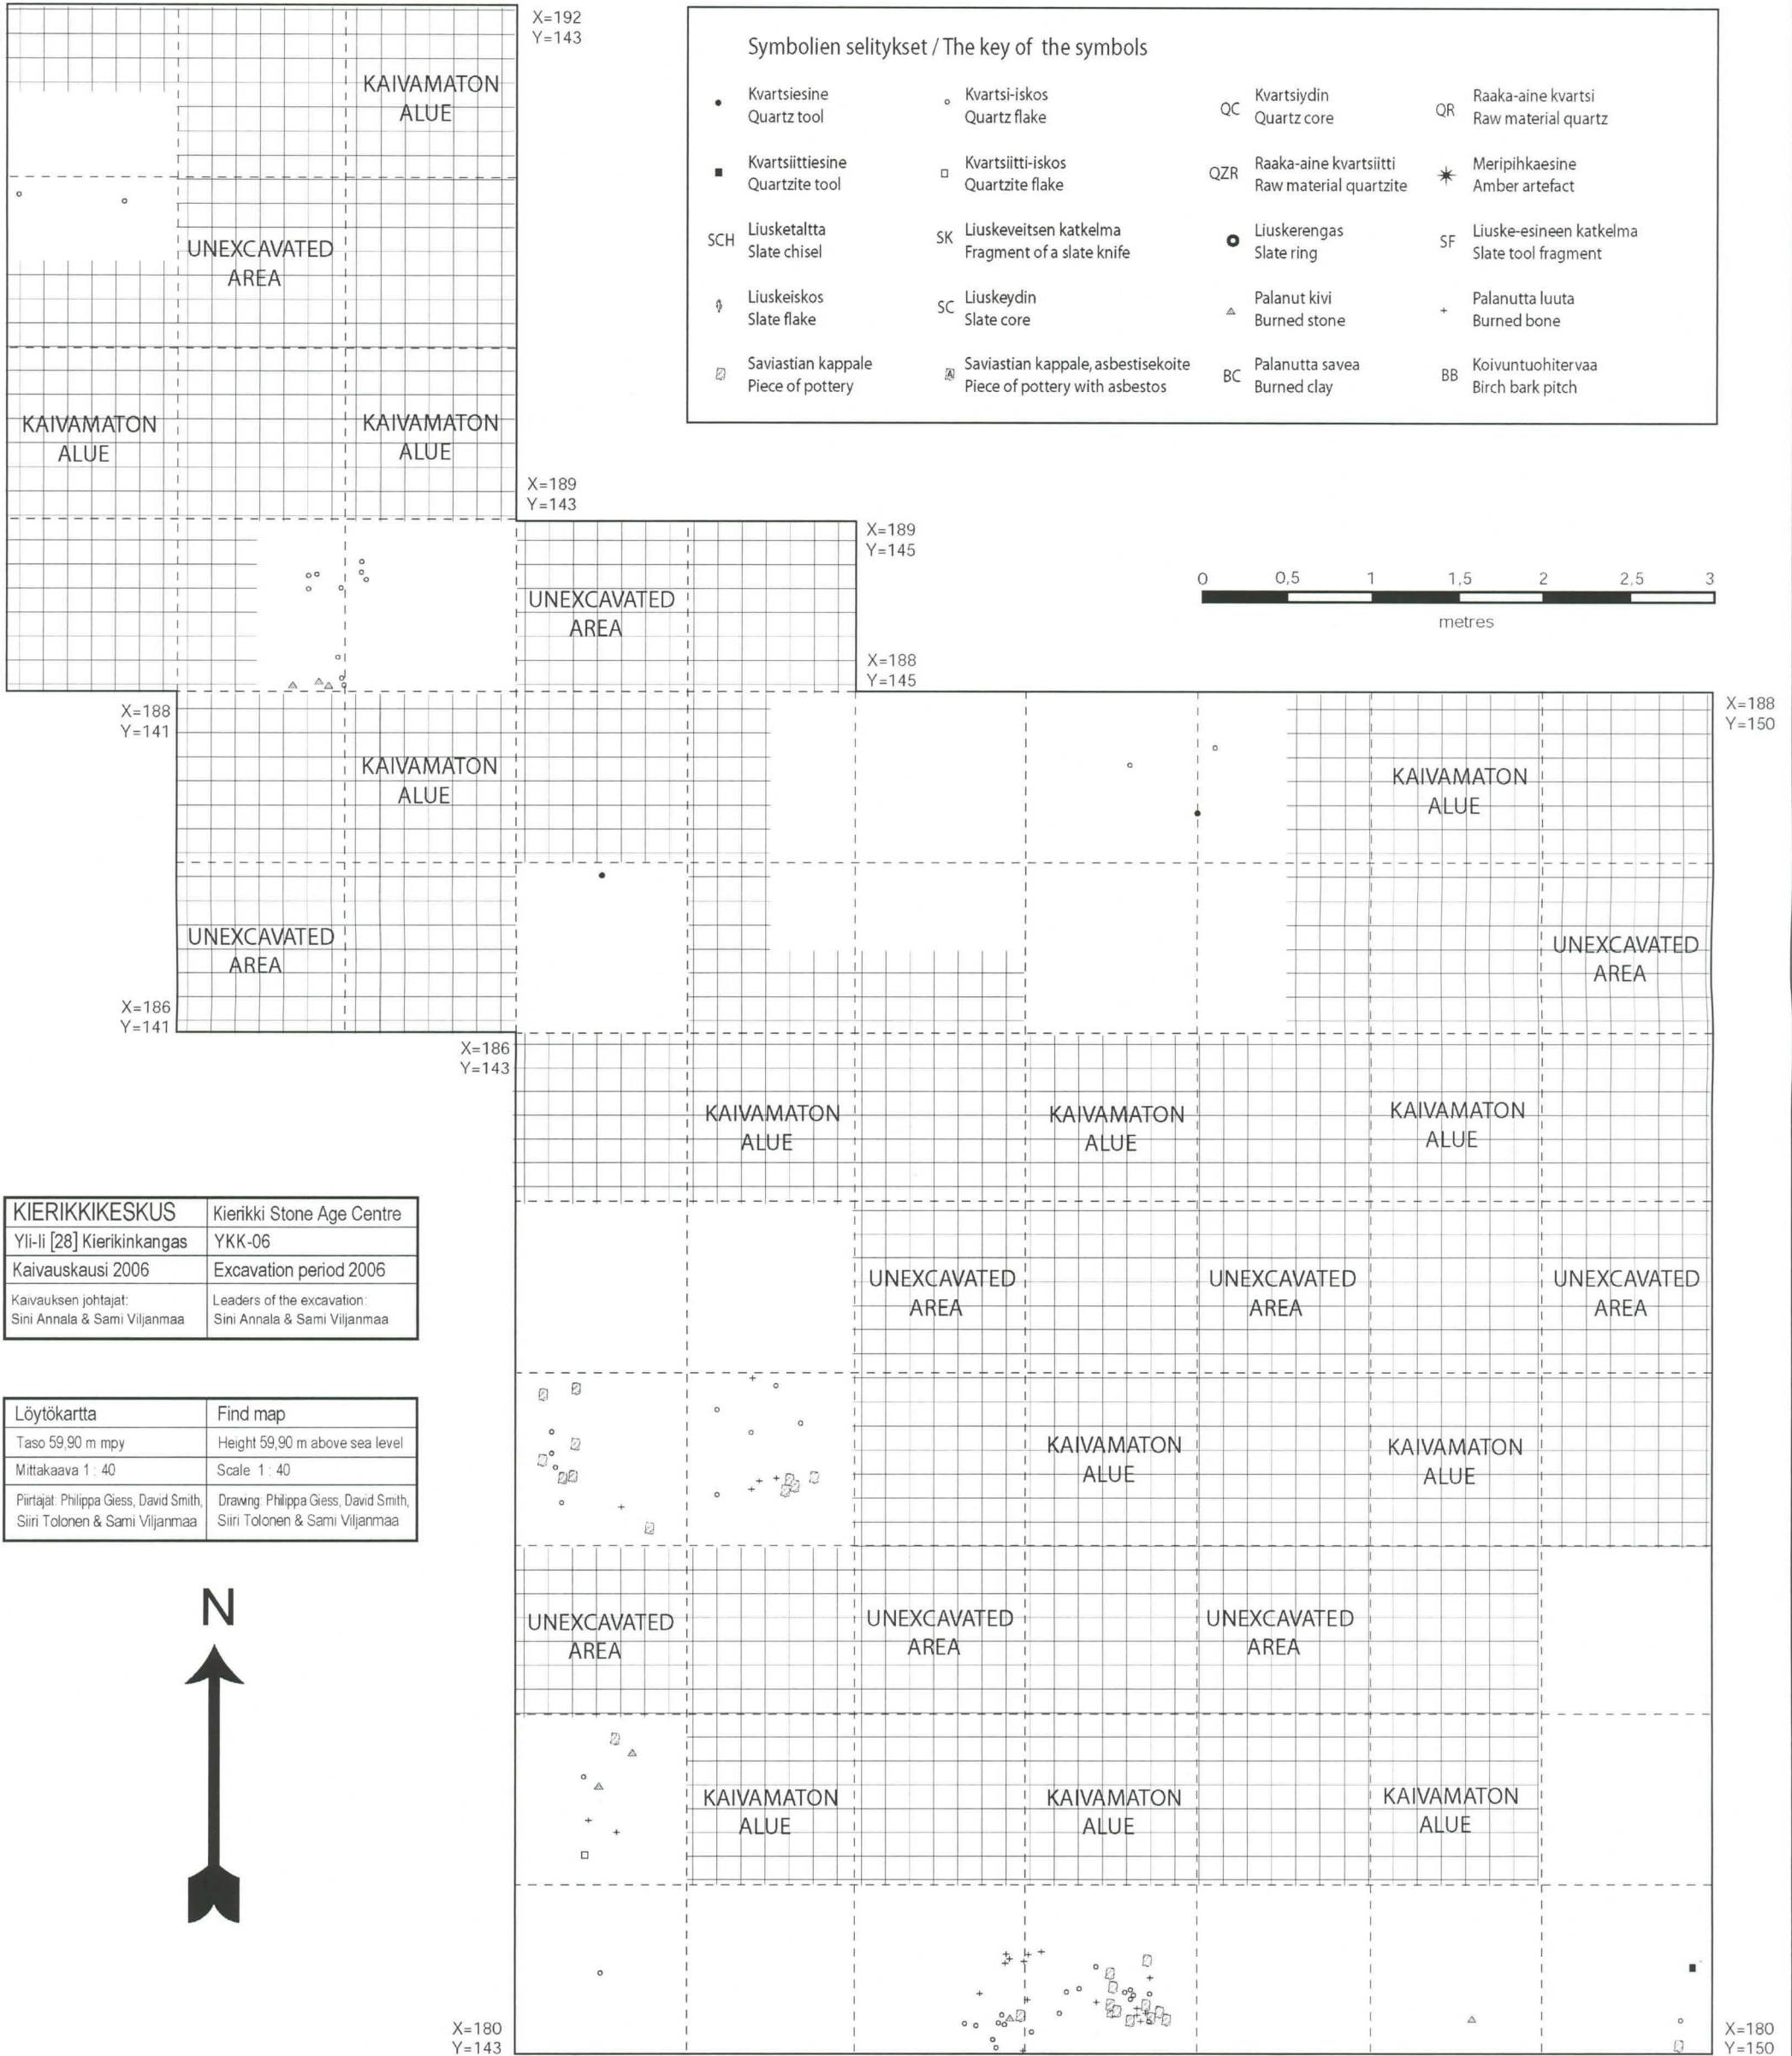 X=192
Y=143
Symbolien selitykset / The key of the symbols
Kvartsiesine
Quartz tool
Kvartsi-iskos
Quartz flake
QC
Kvartsiydin
Quartz core
QR
Raaka-aine kvartsi
Raw material quartz
Kvartsiittiesine
Quartzite tool
Kvartsiitti-iskos
Quartzite flake
QZR
Raaka-aine kvartsiitti
Raw material quartzite
Meripihkaesine
Amber artefact
SCH
Liusketaltta
Slate chisel
SK
Liuskeveitsen katkelma
Fragment of a slate knife
Liuskerengas
Slate ring
SF
Liuske-esineen katkelma
Slate tool fragment
Liuskeiskos
Slate flake
SC
Liuskeydin
Slate core
Palanut kivi
Burned stone
Palanutta luuta
Burned bone
Saviastian kappale
Piece of pottery
Saviastian kappale, asbestisekoite
Piece of pottery with asbestos
BC
Palanutta savea
Burned clay
BB
Koivuntuohitervaa
Birch bark pitch
KAIVAMATON
ALUE
UNEXCAVATED
AREA
KAIVAMATON
ALUE
KAIVAMATON
ALUE
X=189
Y=143
X=189
Y=145
UNEXCAVATED
AREA
0 0,5 1 1,5 2 2,5 3
metres
X=188
Y=145
X=188
Y=141
X=188
Y=150
KAIVAMATON
ALUE
KAIVAMATON
ALUE
UNEXCAVATED
AREA
UNEXCAVATED
AREA
X=186
Y=141
X=186
Y=143
KAIVAMATON
ALUE
KAIVAMATON
ALUE
KAIVAMATON
ALUE
KIERIKKIKESKUS
Kierikki Stone Age Centre
Yli-Ii [28] Kierikinkangas
YKK-06
Kaivauskausi 2006
Excavation period 2006
Kaivauksen johtajat:
Sini Annala & Sami Viljanmaa
Leaders of the excavation:
Sini Annala & Sami Viljanmaa
UNEXCAVATED
AREA
UNEXCAVATED
AREA
UNEXCAVATED
AREA
Löytökartta
Find map
Taso 59,90 m mpy
Height 59,90 m above sea level
Mittakaava 1 : 40
Scale 1 : 40
Piirtäjät: Philippa Giess, David Smith,
Siiri Tolonen & Sami Viljanmaa
Drawing: Philippa Giess, David Smith,
Siiri Tolonen & Sami Viljanmaa
KAIVAMATON
ALUE
KAIVAMATON
ALUE
N
UNEXCAVATED
AREA
UNEXCAVATED
AREA
UNEXCAVATED
AREA
KAIVAMATON
ALUE
KAIVAMATON
ALUE
KAIVAMATON
ALUE
X=180
Y=143
X=180
Y=150